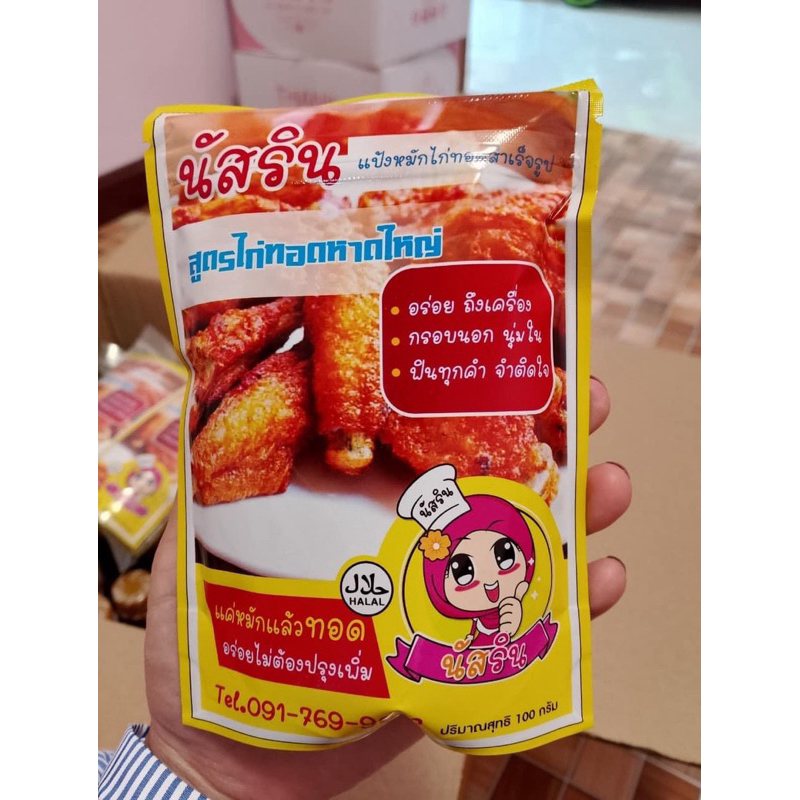 นัสริน
แป้งหมักไก่ทอดสำเร็จรูป
สูตรไก่ทอดหาดใหญ่
อร่อย ถึงเครื่อง
กรอบนอก นุ่มใน
ฟินทุกคำ จำติดใจ
นัสริน
حلال
HALAL
แค่หมักแล้วทอด
อร่อยไม่ต้องปรุงเพิ่ม
นัสริน
Tel.091-769-
ปริมาณสุทธิ 100 กรัม